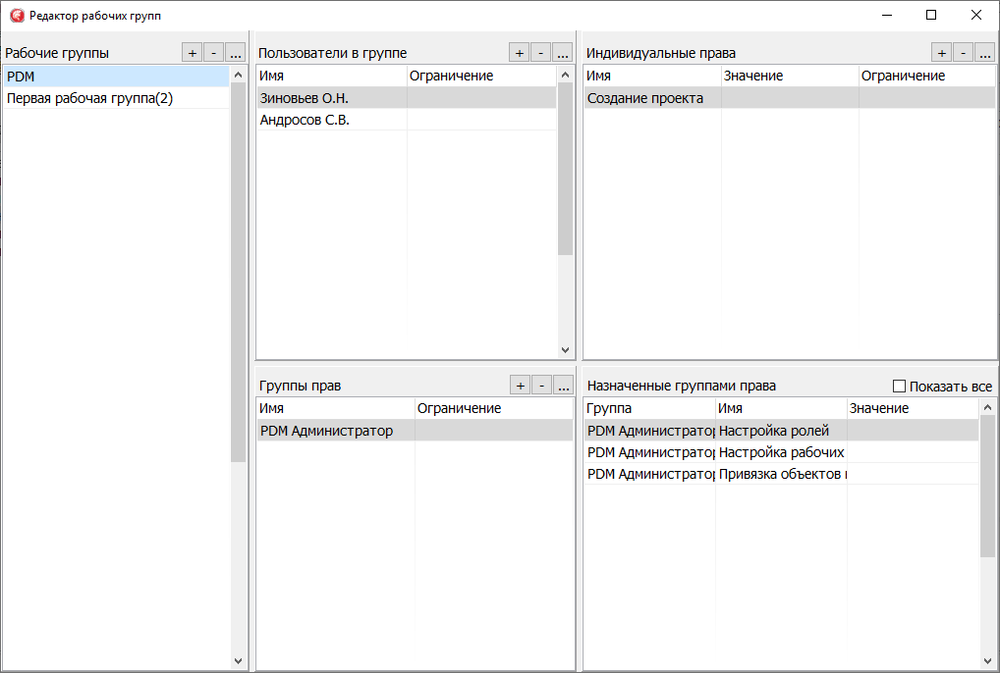 Редактор рабочих групп
Рабочие группы + - ...
PDM
Первая рабочая группа(2)
Пользователи в группе + - ...
Имя Ограничение
Зиновьев О.Н.
Андросов С.В.
Индивидуальные права + - ...
Имя Значение Ограничение
Создание проекта
Группы прав + - ...
Имя Ограничение
PDM Администратор
Назначенные группами права Показать все
Группа Имя Значение
PDM Администратор Настройка ролей
PDM Администратор Настройка рабочих
PDM Администратор Привязка объектов